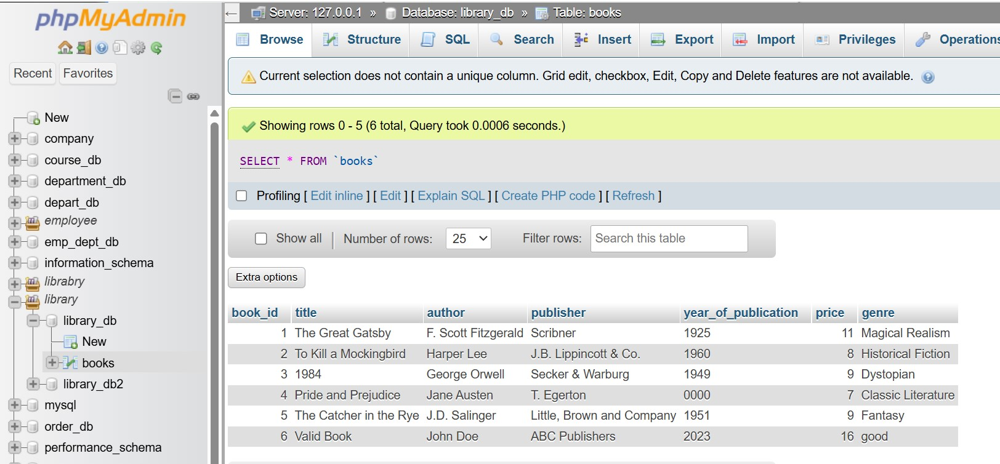 phpMyAdmin
Recent Favorites
New
company
course_db
department_db
depart_db
employee
emp_dept_db
information_schema
librabry
library
library_db
New
books
library_db2
mysql
order_db
performance_schema
Server: 127.0.0.1 » Database: library_db » Table: books
Browse Structure SQL Search Insert Export Import Privileges Operations
Current selection does not contain a unique column. Grid edit, checkbox, Edit, Copy and Delete features are not available.
Showing rows 0 - 5 (6 total, Query took 0.0006 seconds.)
SELECT * FROM `books`
Profiling [ Edit inline ] [ Edit ] [ Explain SQL ] [ Create PHP code ] [ Refresh ]
Show all | Number of rows: 25 Filter rows: Search this table
Extra options
book_id title author publisher year_of_publication price genre
1 The Great Gatsby F. Scott Fitzgerald Scribner 1925 11 Magical Realism
2 To Kill a Mockingbird Harper Lee J.B. Lippincott & Co. 1960 8 Historical Fiction
3 1984 George Orwell Secker & Warburg 1949 9 Dystopian
4 Pride and Prejudice Jane Austen T. Egerton 0000 7 Classic Literature
5 The Catcher in the Rye J.D. Salinger Little, Brown and Company 1951 9 Fantasy
6 Valid Book John Doe ABC Publishers 2023 16 good